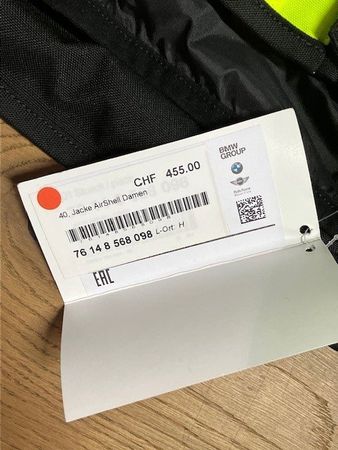 CHF 455.00
40, Jacke AirShell Damen
76 14 8 568 098 L-Ort: H
BMW
GROUP
EAC